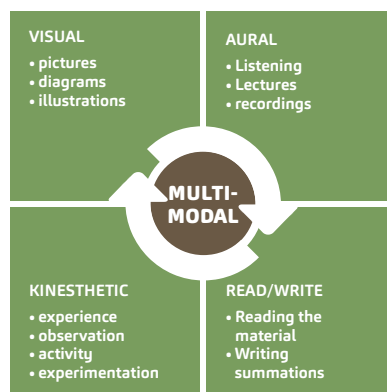 VISUAL
• pictures
• diagrams
• illustrations
AURAL
• Listening
• Lectures
• recordings
MULTI-
MODAL
KINESTHETIC
• experience
• observation
• activity
• experimentation
READ/WRITE
• Reading the
material
• Writing
summations